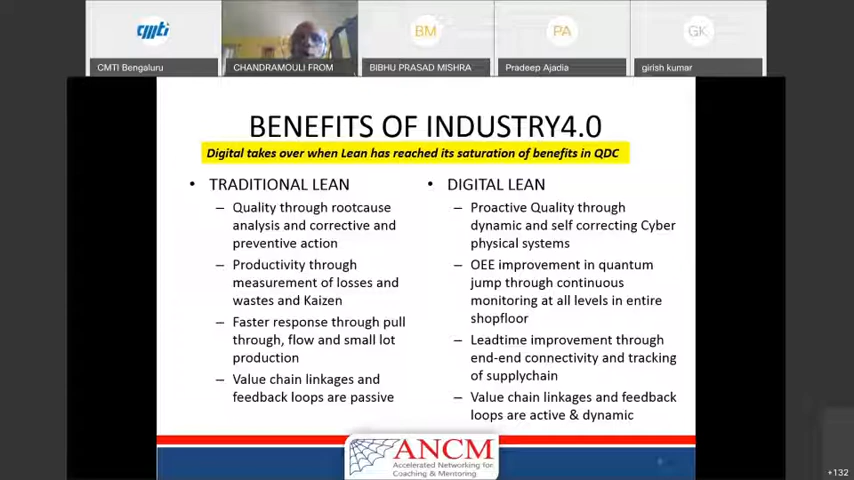 cmti
BM
PA
GK
CMTI Bengaluru
CHANDRAMOULI FROM
BIBHU PRASAD MISHRA
Pradeep Ajadia
girish kumar
BENEFITS OF INDUSTRY4.0
Digital takes over when Lean has reached its saturation of benefits in QDC
• TRADITIONAL LEAN
– Quality through rootcause
analysis and corrective and
preventive action
– Productivity through
measurement of losses and
wastes and Kaizen
– Faster response through pull
through, flow and small lot
production
– Value chain linkages and
feedback loops are passive
• DIGITAL LEAN
– Proactive Quality through
dynamic and self correcting Cyber
physical systems
– OEE improvement in quantum
jump through continuous
monitoring at all levels in entire
shopfloor
– Leadtime improvement through
end-end connectivity and tracking
of supplychain
– Value chain linkages and feedback
loops are active & dynamic
ANCM
Accelerated Networking for
Coaching & Mentoring
+132